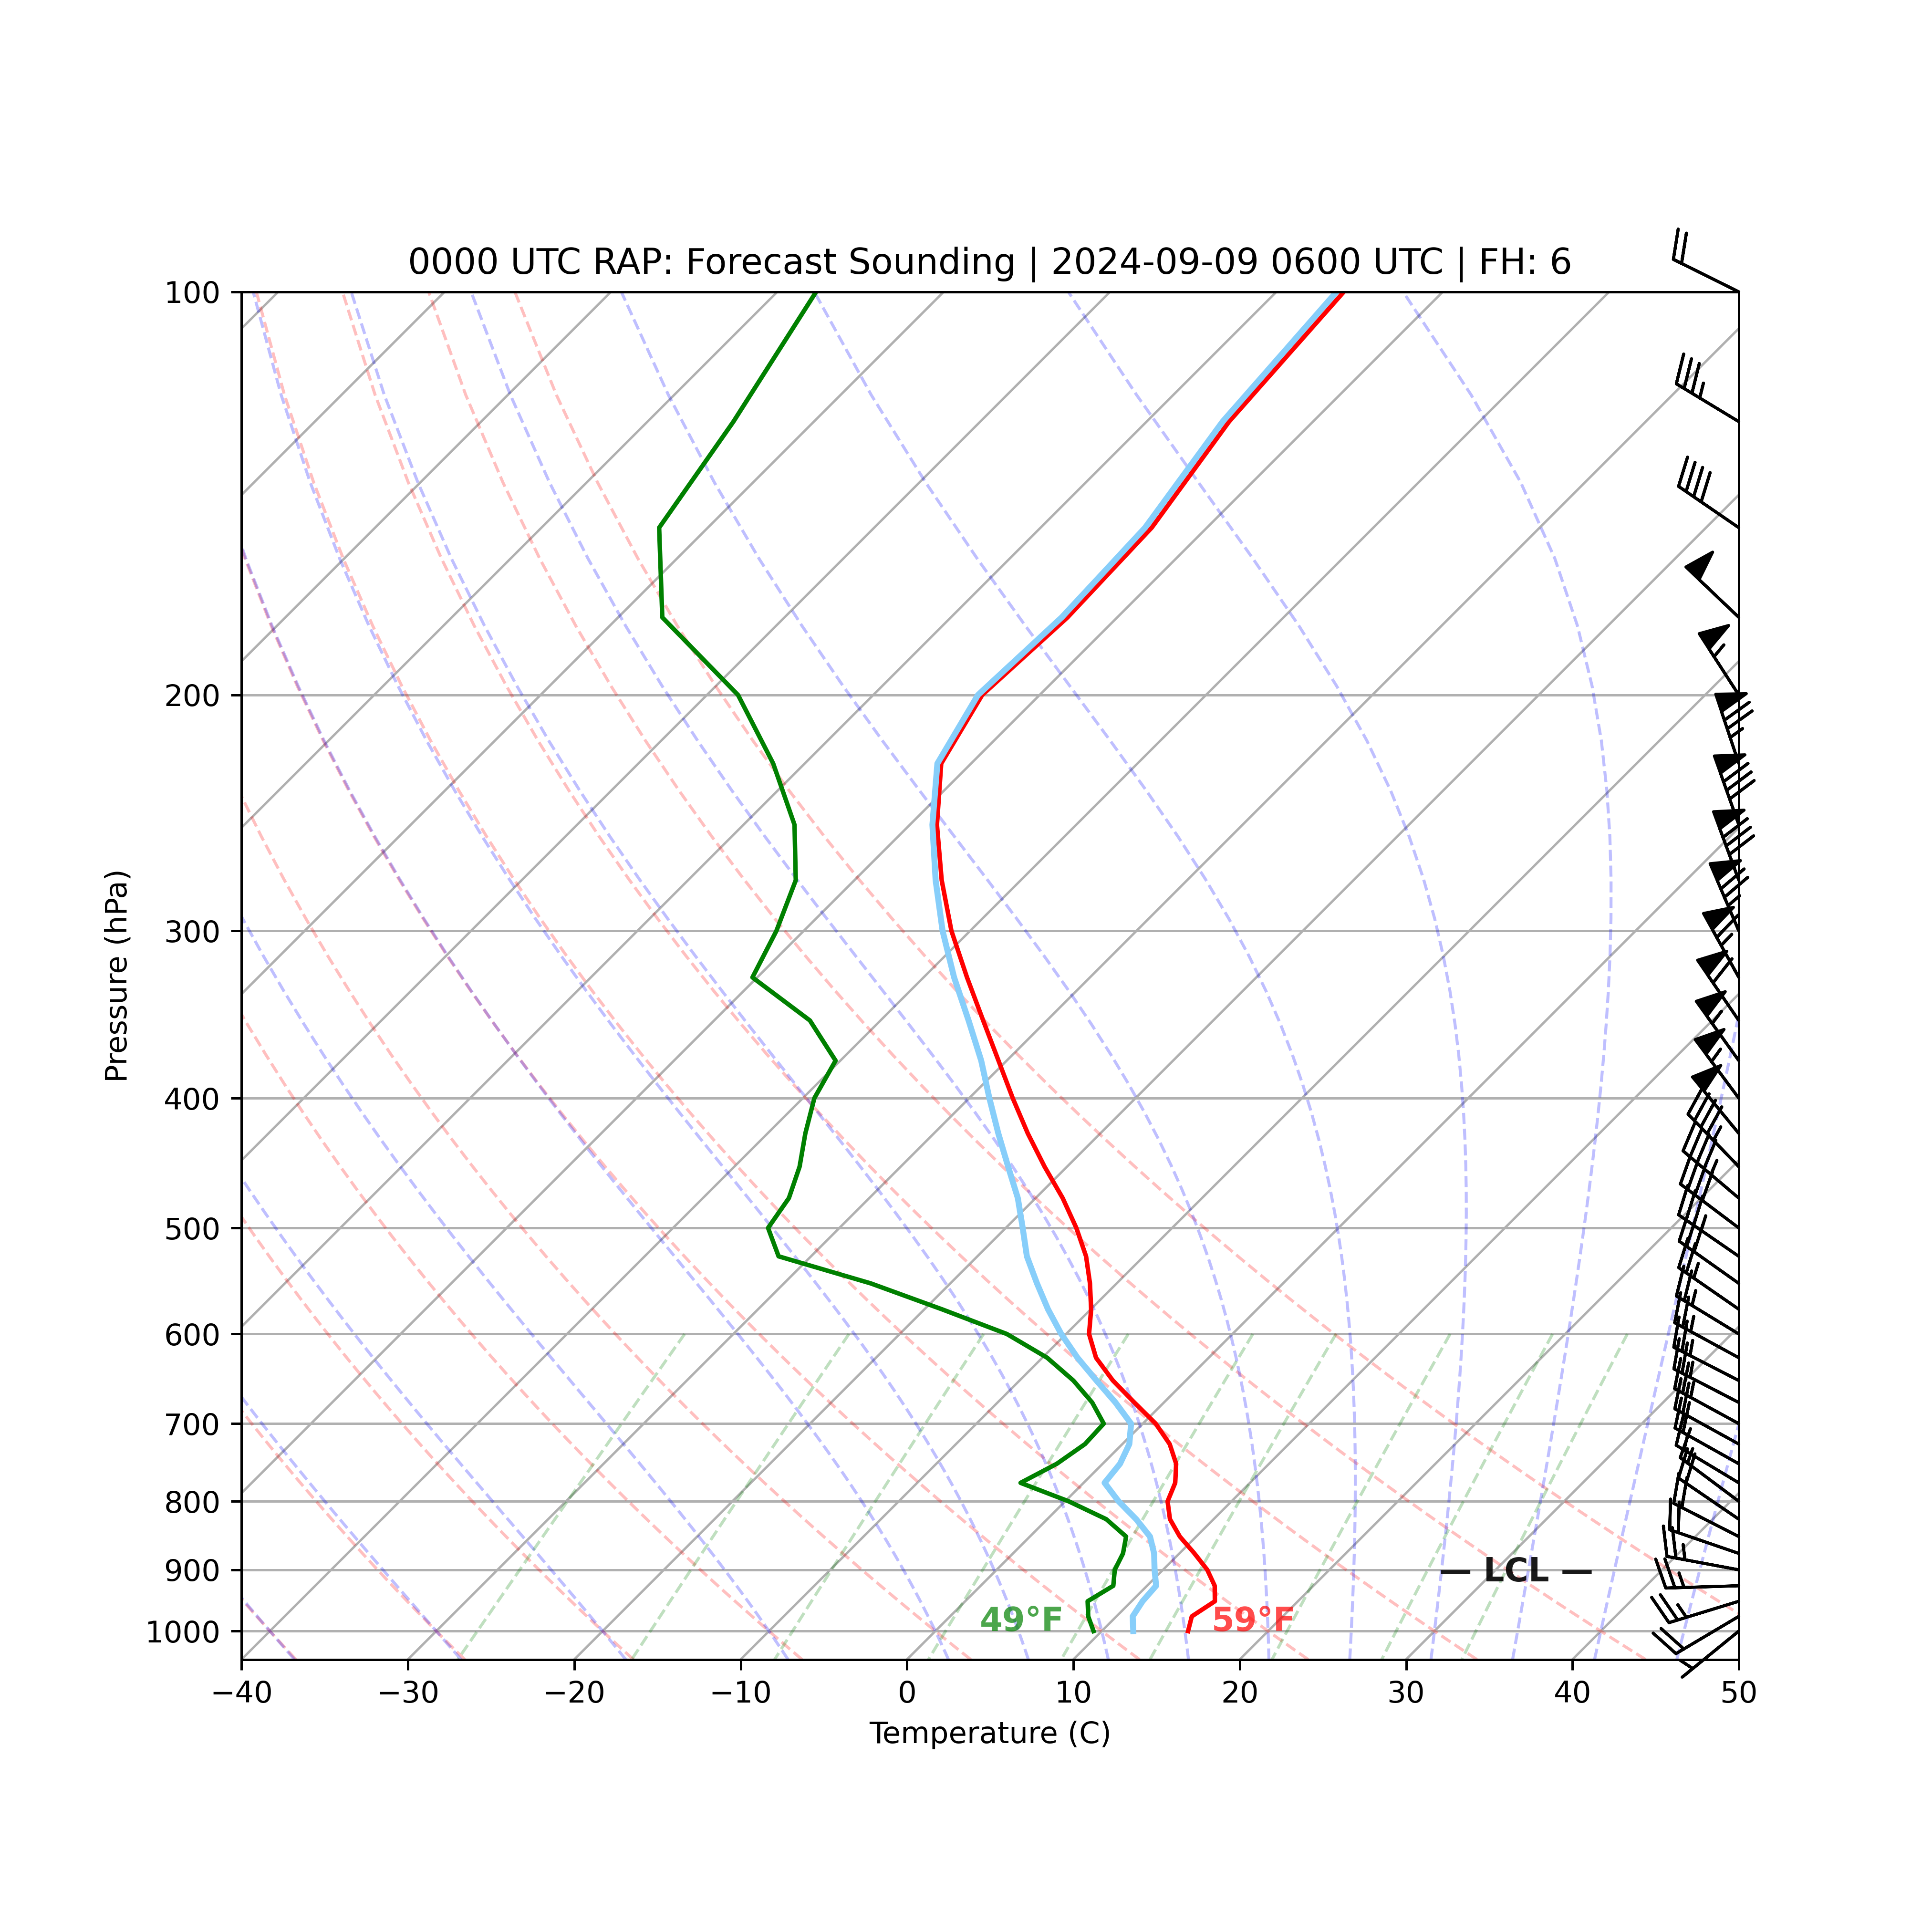 0000 UTC RAP: Forecast Sounding | 2024-09-09 0600 UTC | FH: 6
100
200
300
400
500
600
700
800
900
1000
Pressure (hPa)
— LCL —
49°F
59°F
−40 −30 −20 −10 0 10 20 30 40 50
Temperature (C)